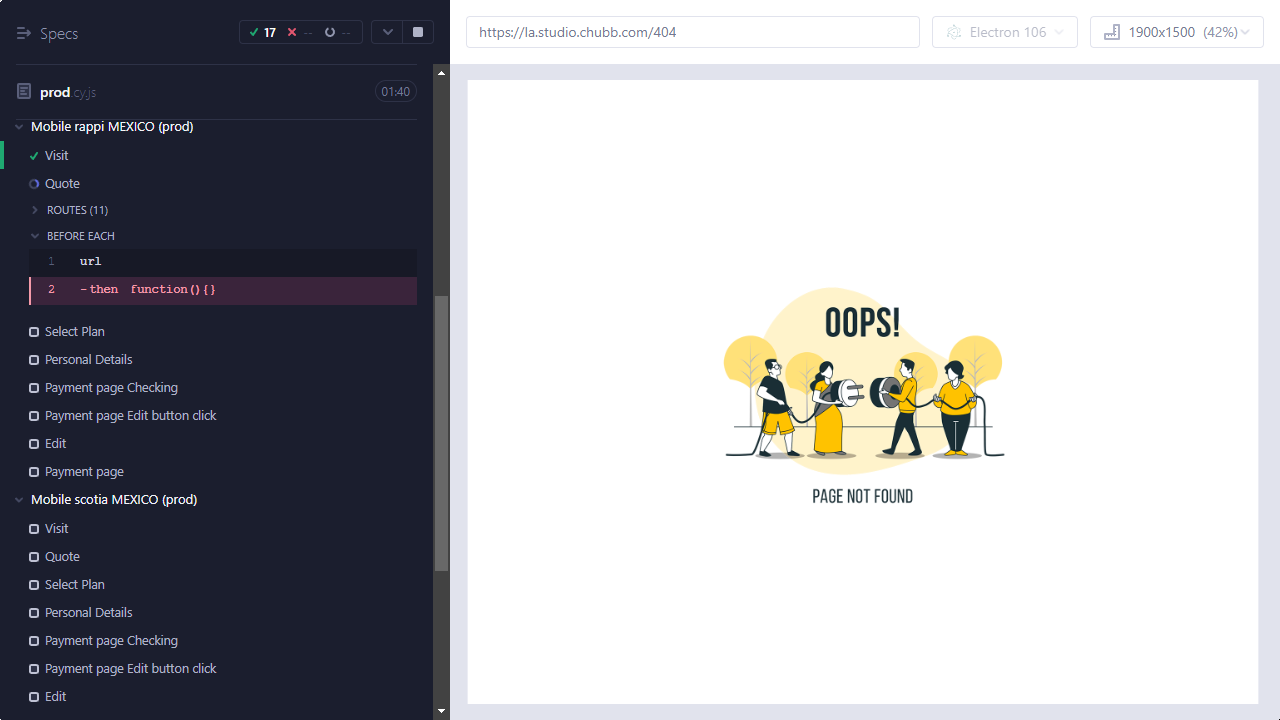 Specs
17 -- --
prod.cy.js
01:40
Mobile rappi MEXICO (prod)
Visit
Quote
ROUTES (11)
BEFORE EACH
1 url
2 -then function(){}
Select Plan
Personal Details
Payment page Checking
Payment page Edit button click
Edit
Payment page
Mobile scotia MEXICO (prod)
Visit
Quote
Select Plan
Personal Details
Payment page Checking
Payment page Edit button click
Edit
https://la.studio.chubb.com/404
Electron 106
1900x1500 (42%)
OOPS!
PAGE NOT FOUND